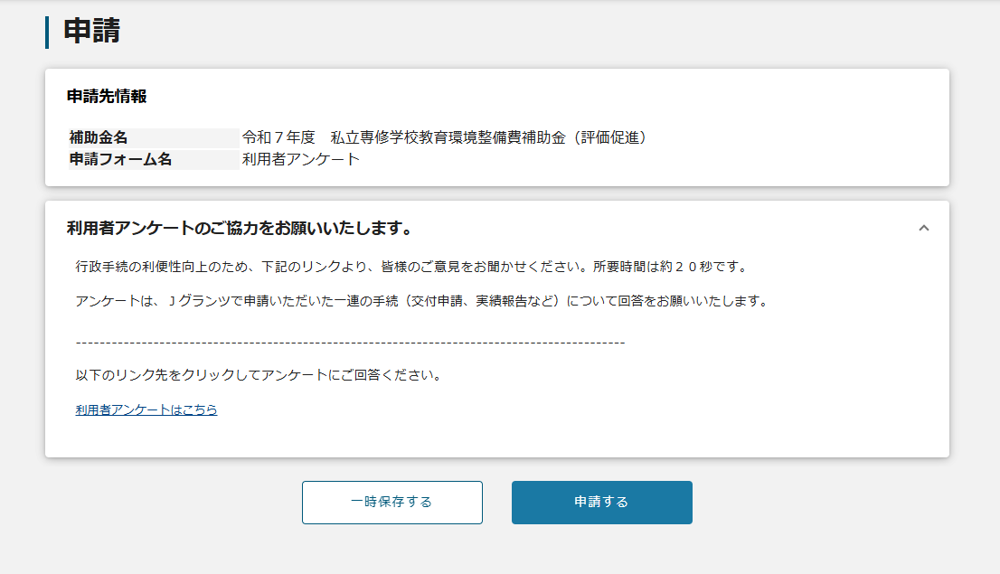 申請
申請先情報
補助金名 令和７年度　私立専修学校教育環境整備費補助金（評価促進）
申請フォーム名 利用者アンケート
利用者アンケートのご協力をお願いいたします。
行政手続の利便性向上のため、下記のリンクより、皆様のご意見をお聞かせください。所要時間は約２０秒です。
アンケートは、Ｊグランツで申請いただいた一連の手続（交付申請、実績報告など）について回答をお願いいたします。
--------------------------------------------------------------------------------------------
以下のリンク先をクリックしてアンケートにご回答ください。
利用者アンケートはこちら
一時保存する 申請する